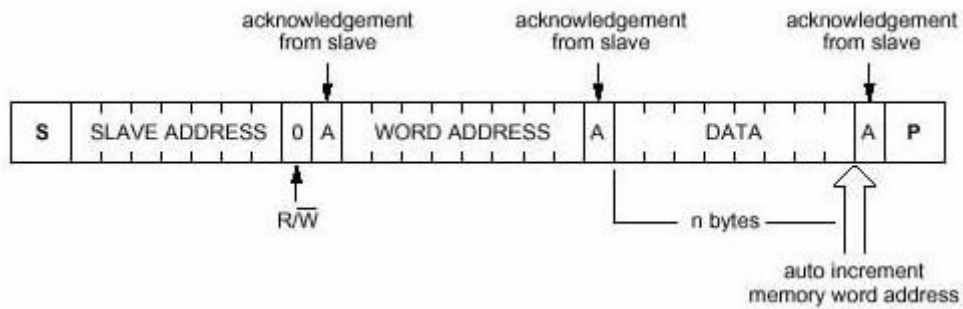 acknowledgement
from slave
acknowledgement
from slave
acknowledgement
from slave
S SLAVE ADDRESS 0 A WORD ADDRESS A DATA A P
R/W̅
n bytes
auto increment
memory word address